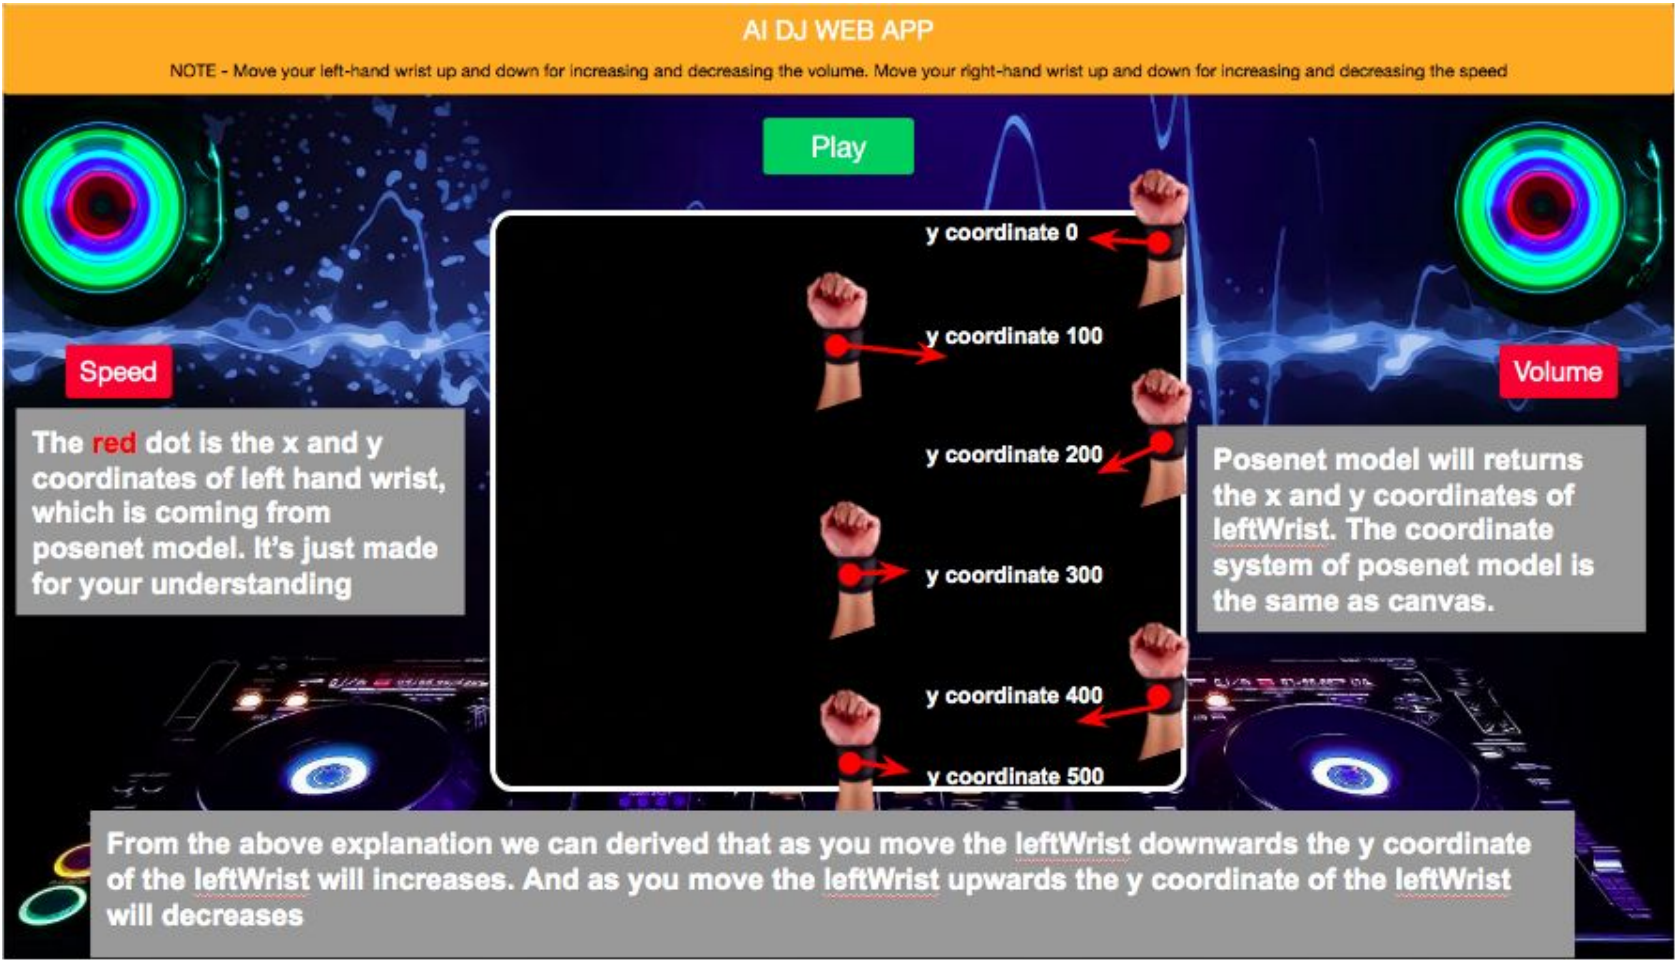 AI DJ WEB APP
NOTE - Move your left-hand wrist up and down for increasing and decreasing the volume. Move your right-hand wrist up and down for increasing and decreasing the speed
Play
y coordinate 0
y coordinate 100
y coordinate 200
y coordinate 300
y coordinate 400
y coordinate 500
Speed
The red dot is the x and y
coordinates of left hand wrist,
which is coming from
posenet model. It's just made
for your understanding
Volume
Posenet model will returns
the x and y coordinates of
leftWrist. The coordinate
system of posenet model is
the same as canvas.
From the above explanation we can derived that as you move the leftWrist downwards the y coordinate
of the leftWrist will increases. And as you move the leftWrist upwards the y coordinate of the leftWrist
will decreases